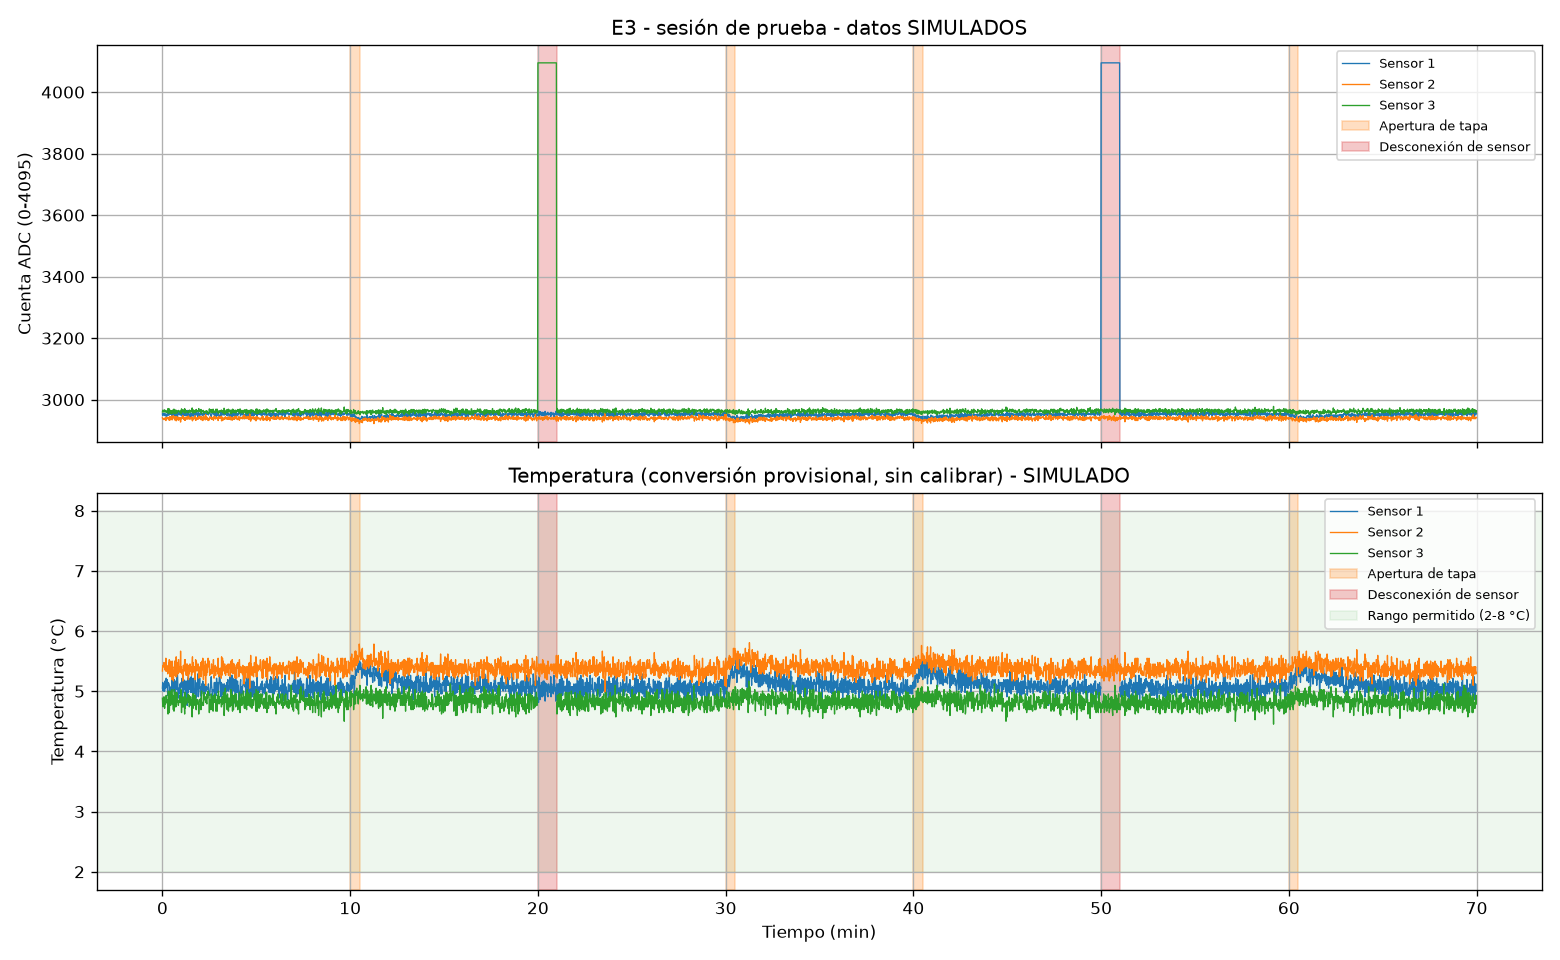 E3 - sesión de prueba - datos SIMULADOS
Cuenta ADC (0-4095)
4000
3800
3600
3400
3200
3000
Sensor 1
Sensor 2
Sensor 3
Apertura de tapa
Desconexión de sensor
Temperatura (conversión provisional, sin calibrar) - SIMULADO
Temperatura (°C)
8
7
6
5
4
3
2
Sensor 1
Sensor 2
Sensor 3
Apertura de tapa
Desconexión de sensor
Rango permitido (2-8 °C)
0 10 20 30 40 50 60 70
Tiempo (min)